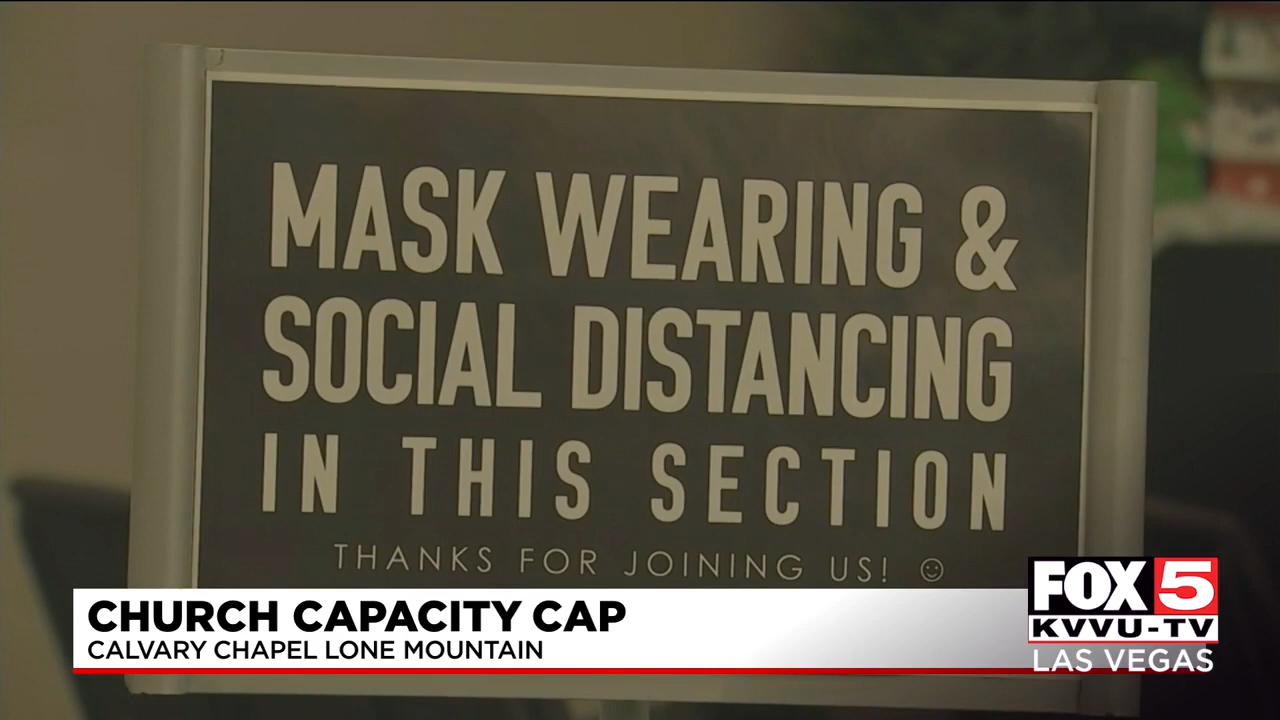 MASK WEARING &
SOCIAL DISTANCING
IN THIS SECTION
THANKS FOR JOINING US! ☺
CHURCH CAPACITY CAP
CALVARY CHAPEL LONE MOUNTAIN
FOX 5
KVVU-TV
LAS VEGAS